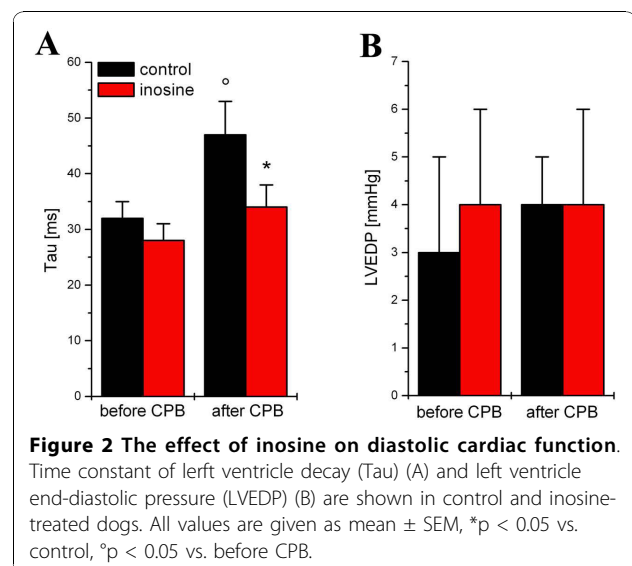 A
B
60
50
40
30
20
10
0
Tau [ms]
control
inosine
°
*
before CPB after CPB
7
6
5
4
3
2
1
0
LVEDP [mmHg]
before CPB after CPB
Figure 2 The effect of inosine on diastolic cardiac function.
Time constant of lerft ventricle decay (Tau) (A) and left ventricle
end-diastolic pressure (LVEDP) (B) are shown in control and inosine-
treated dogs. All values are given as mean ± SEM, *p < 0.05 vs.
control, °p < 0.05 vs. before CPB.